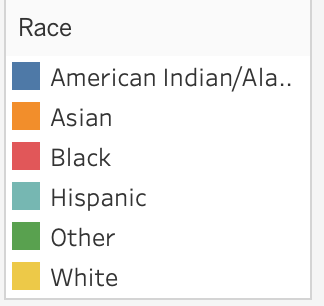 Race
American Indian/Ala..
Asian
Black
Hispanic
Other
White